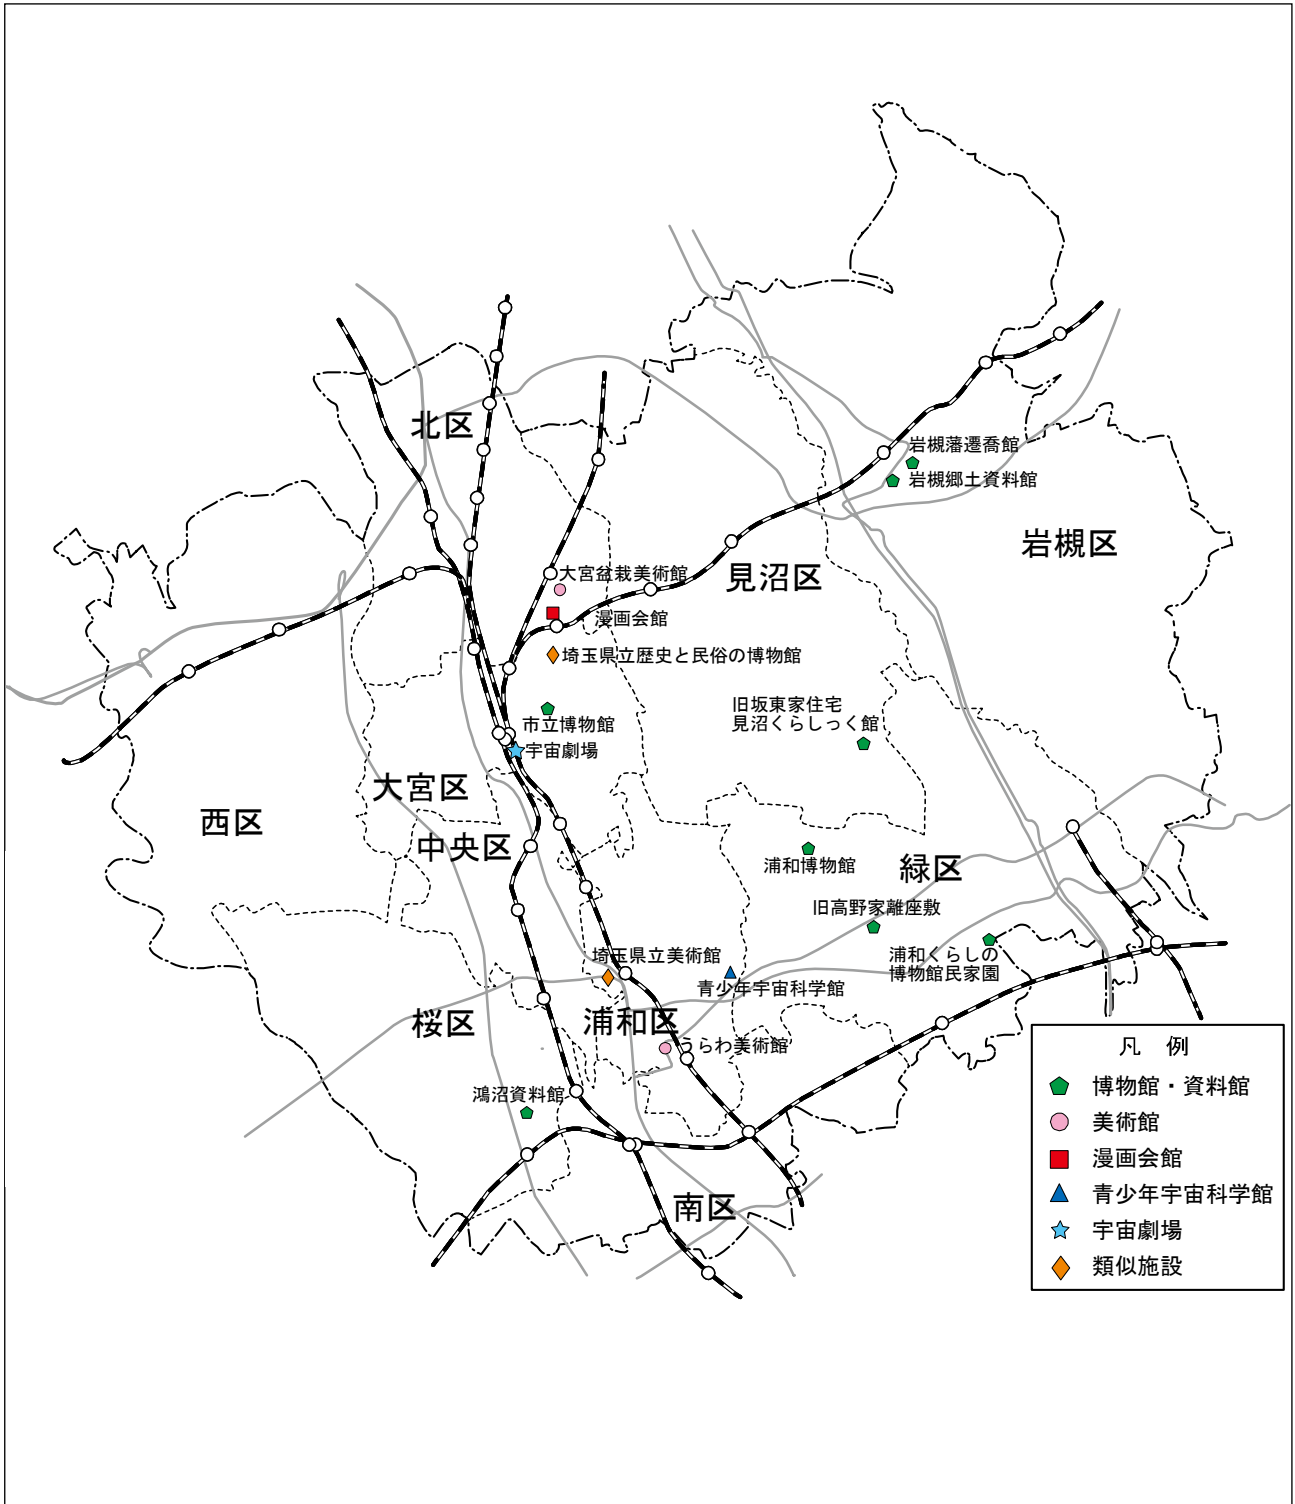 北区
岩槻藩遷喬館
岩槻郷土資料館
岩槻区
大宮盆栽美術館
見沼区
漫画会館
埼玉県立歴史と民俗の博物館
旧坂東家住宅
見沼くらしっく館
市立博物館
宇宙劇場
大宮区
西区
中央区
浦和博物館
緑区
旧高野家離座敷
埼玉県立美術館
浦和くらしの
博物館民家園
青少年宇宙科学館
桜区
浦和区
うらわ美術館
鴻沼資料館
南区
凡 例
博物館・資料館
美術館
漫画会館
青少年宇宙科学館
宇宙劇場
類似施設